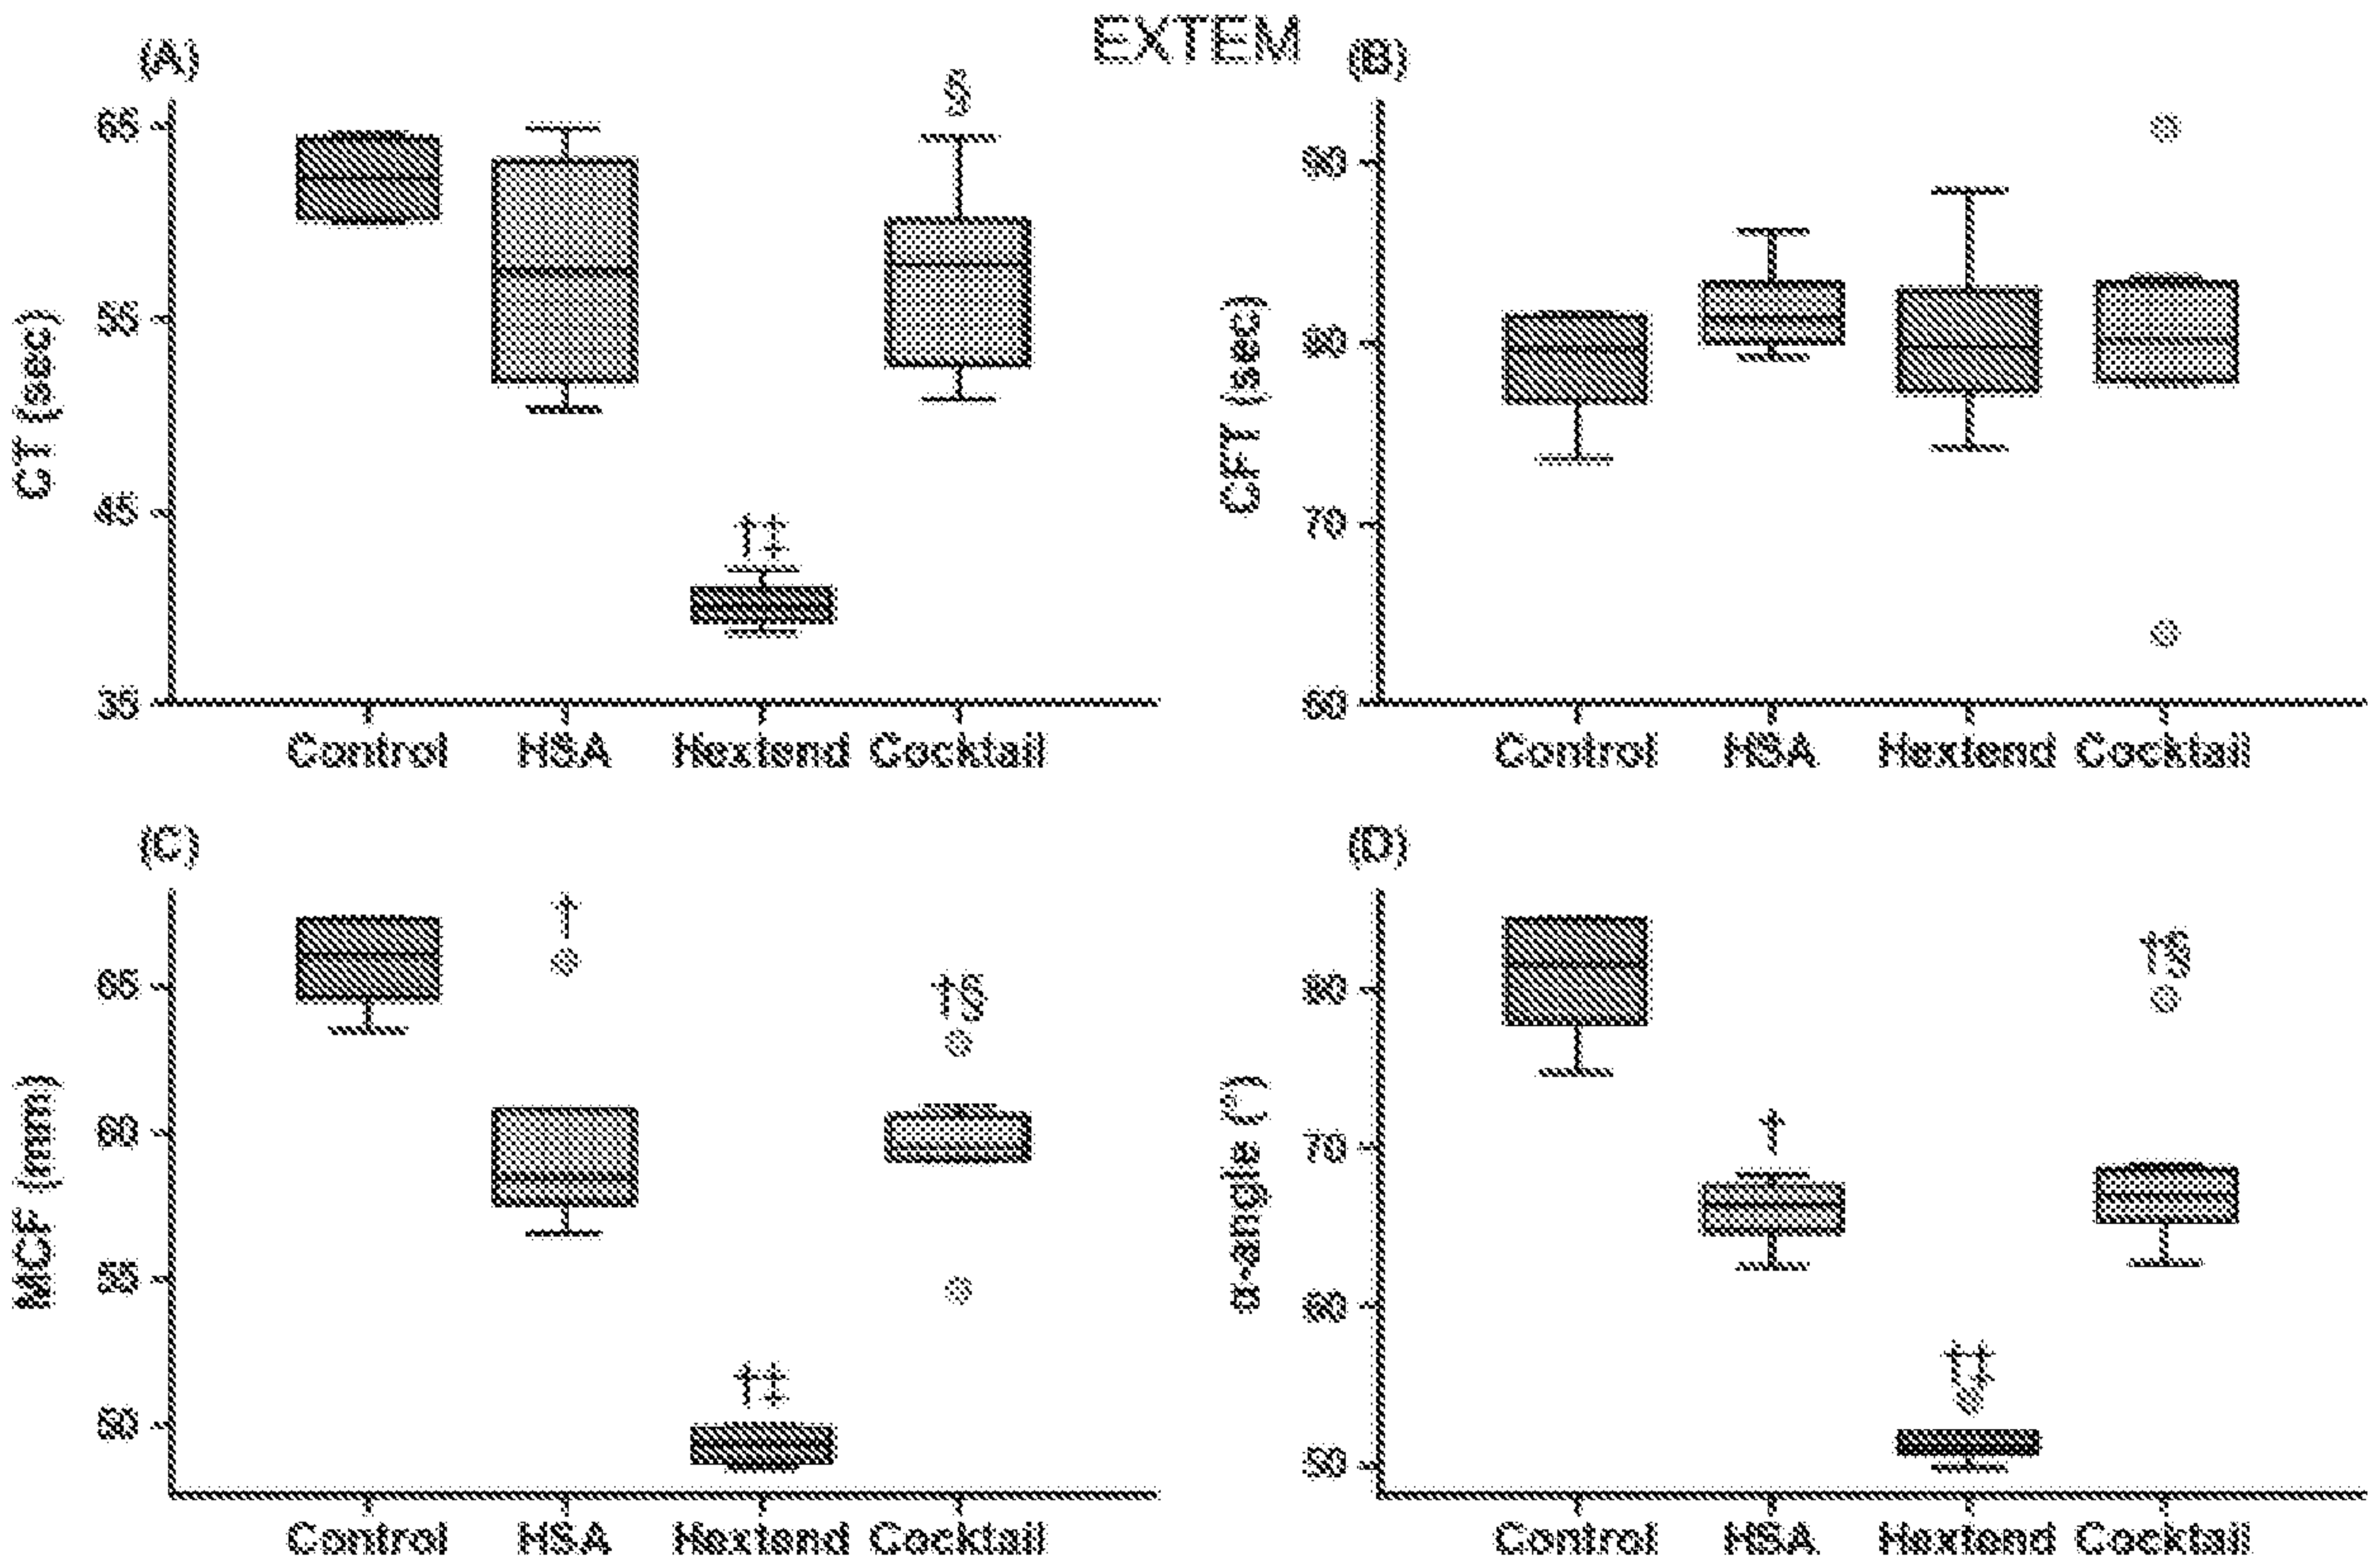 EXTEM
(A)
§
65
55
45
35
CT (sec)
†‡
Control HSA Hextend Cocktail
(B)
90
80
70
60
CFT (sec)
Control HSA Hextend Cocktail
(C)
†
†§
65
60
55
50
MCF (mm)
†‡
Control HSA Hextend Cocktail
(D)
†§
80
†
70
60
50
α-angle (°)
†‡
Control HSA Hextend Cocktail